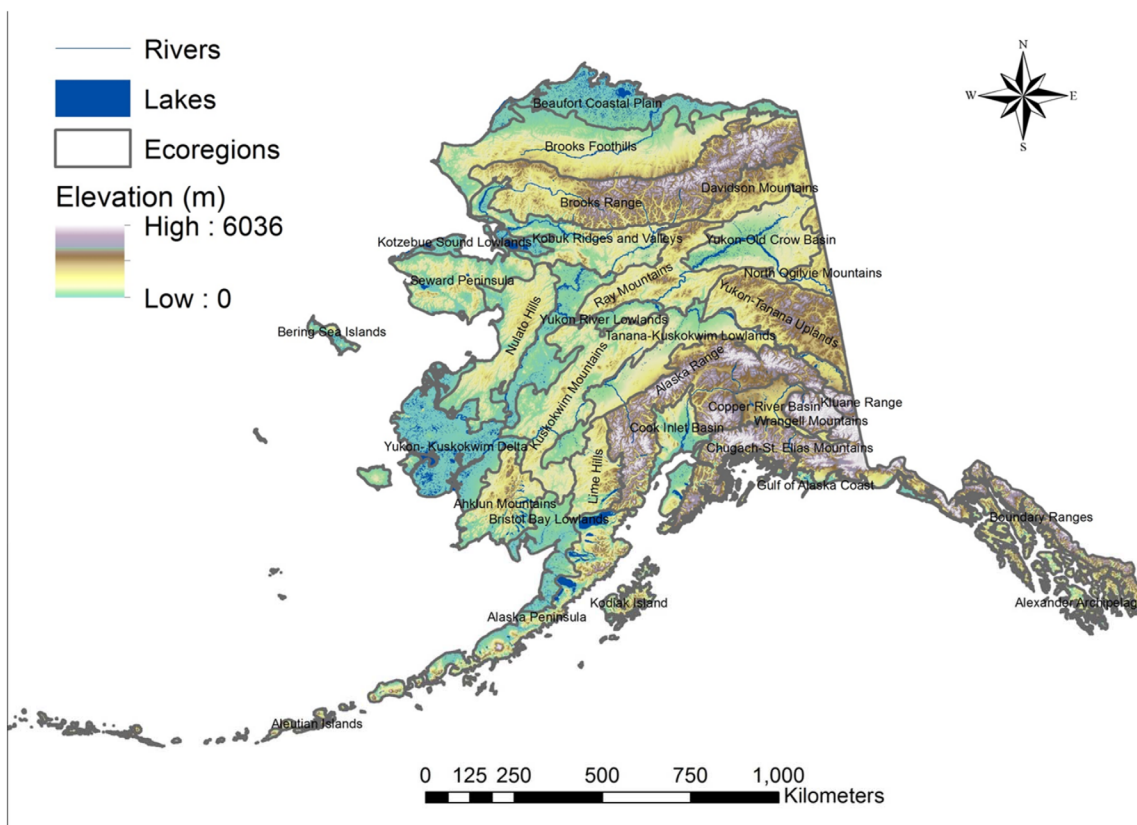 Rivers
Lakes
Ecoregions
Elevation (m)
High : 6036
Low : 0
N
W
E
S
Beaufort Coastal Plain
Brooks Foothills
Davidson Mountains
Brooks Range
Kotzebue Sound Lowlands
Kobuk Ridges and Valleys
Yukon-Old Crow Basin
Seward Peninsula
Ray Mountains
North Ogilvie Mountains
Nulato Hills
Yukon River Lowlands
Yukon-Tanana Uplands
Bering Sea Islands
Tanana-Kuskokwim Lowlands
Kuskokwim Mountains
Alaska Range
Copper River Basin
Kluane Range
Wrangell Mountains
Cook Inlet Basin
Yukon- Kuskokwim Delta
Chugach-St. Elias Mountains
Lime Hills
Gulf of Alaska Coast
Ahklun Mountains
Bristol Bay Lowlands
Boundary Ranges
Kodiak Island
Alexander Archipelag
Alaska Peninsula
Aleutian Islands
0 125 250 500 750 1,000
Kilometers